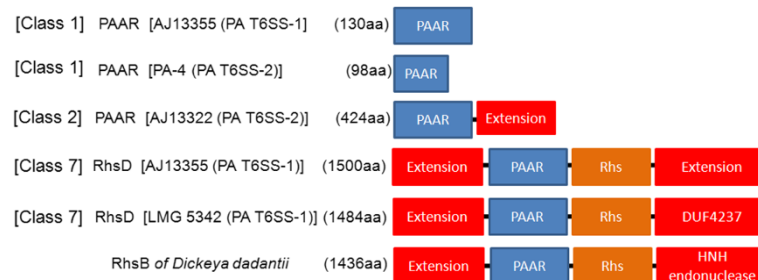 [Class 1] PAAR [AJ13355 (PA T6SS-1] (130aa) PAAR
[Class 1] PAAR [PA-4 (PA T6SS-2)] (98aa) PAAR
[Class 2] PAAR [AJ13322 (PA T6SS-2)] (424aa) PAAR Extension
[Class 7] RhsD [AJ13355 (PA T6SS-1)] (1500aa) Extension PAAR Rhs Extension
[Class 7] RhsD [LMG 5342 (PA T6SS-1)] (1484aa) Extension PAAR Rhs DUF4237
RhsB of Dickeya dadantii (1436aa) Extension PAAR Rhs HNH
endonuclease